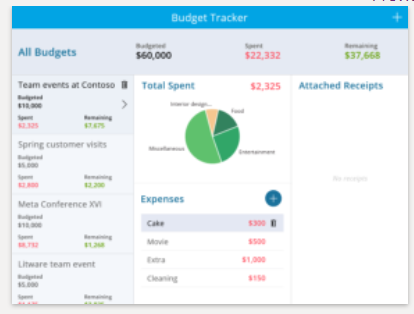 Budget Tracker +
All Budgets
Budgeted
$60,000
Spent
$22,332
Remaining
$37,668
Team events at Contoso
Budgeted
$10,000
Spent Remaining
$2,325 $7,675
Spring customer visits
Budgeted
$5,000
Spent Remaining
$2,800 $2,200
Meta Conference XVI
Budgeted
$10,000
Spent Remaining
$8,732 $1,268
Litware team event
Budgeted
$5,000
Spent Remaining
Total Spent $2,325
Interior design...
Food
Miscellaneous
Entertainment
Expenses
Cake $300
Movie $500
Extra $1,000
Cleaning $150
Attached Receipts
No receipts